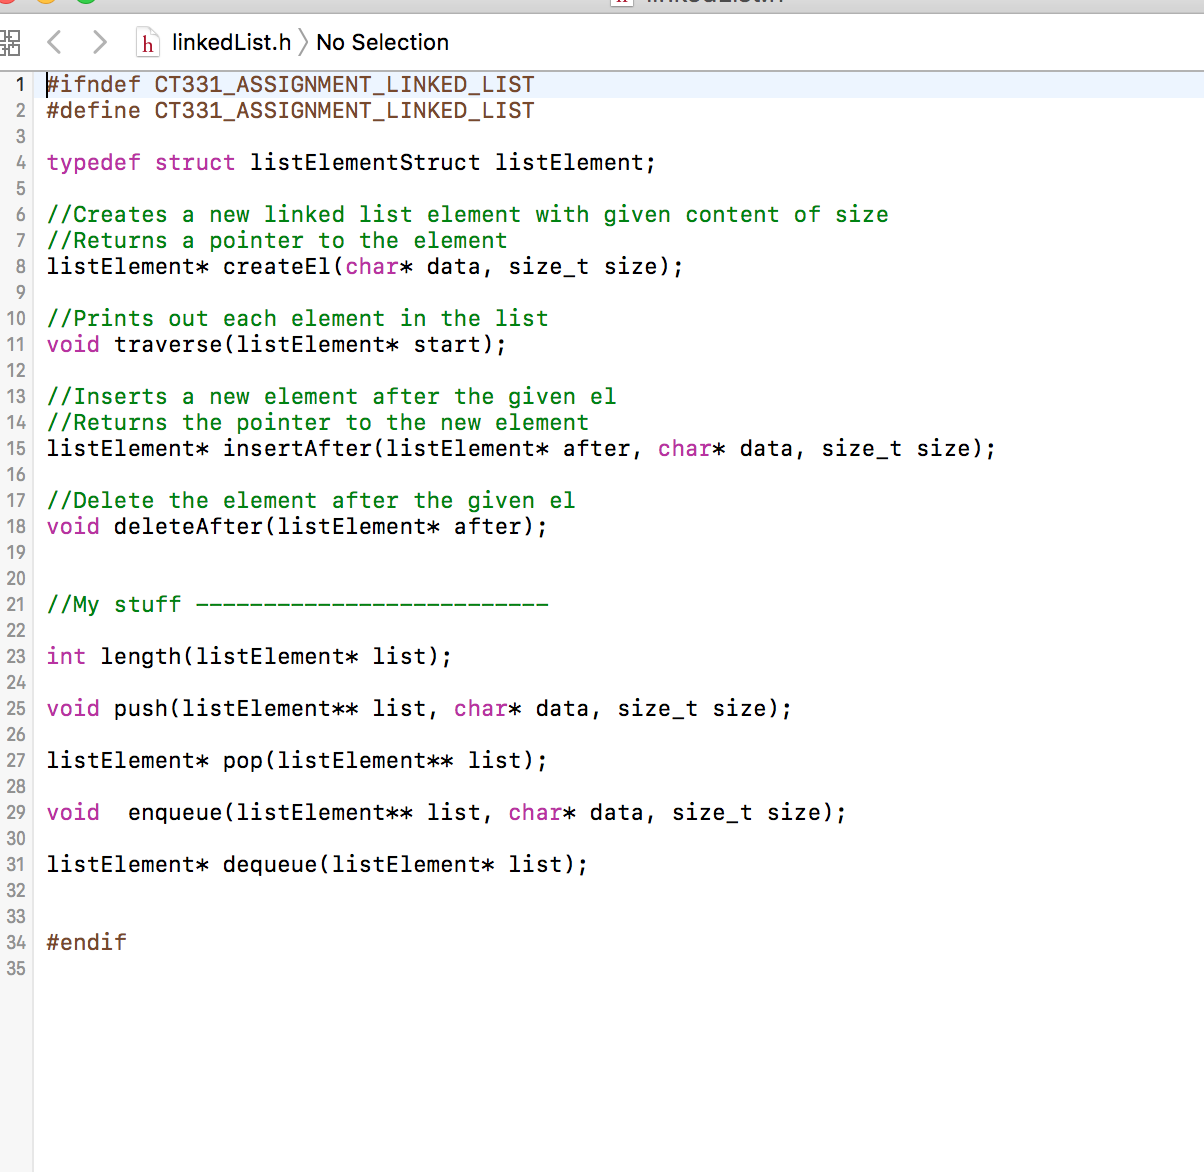 h linkedList.h No Selection
1 #ifndef CT331_ASSIGNMENT_LINKED_LIST
2 #define CT331_ASSIGNMENT_LINKED_LIST
3
4 typedef struct listElementStruct listElement;
5
6 //Creates a new linked list element with given content of size
7 //Returns a pointer to the element
8 listElement* createEl(char* data, size_t size);
9
10 //Prints out each element in the list
11 void traverse(listElement* start);
12
13 //Inserts a new element after the given el
14 //Returns the pointer to the new element
15 listElement* insertAfter(listElement* after, char* data, size_t size);
16
17 //Delete the element after the given el
18 void deleteAfter(listElement* after);
19
20
21 //My stuff --------------------------
22
23 int length(listElement* list);
24
25 void push(listElement** list, char* data, size_t size);
26
27 listElement* pop(listElement** list);
28
29 void  enqueue(listElement** list, char* data, size_t size);
30
31 listElement* dequeue(listElement* list);
32
33
34 #endif
35